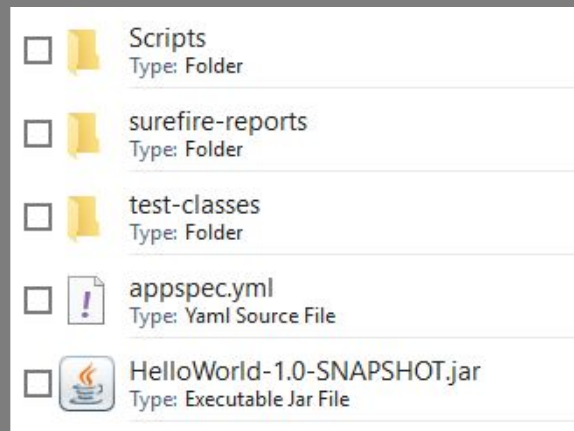 Scripts
Type: Folder
surefire-reports
Type: Folder
test-classes
Type: Folder
appspec.yml
Type: Yaml Source File
HelloWorld-1.0-SNAPSHOT.jar
Type: Executable Jar File